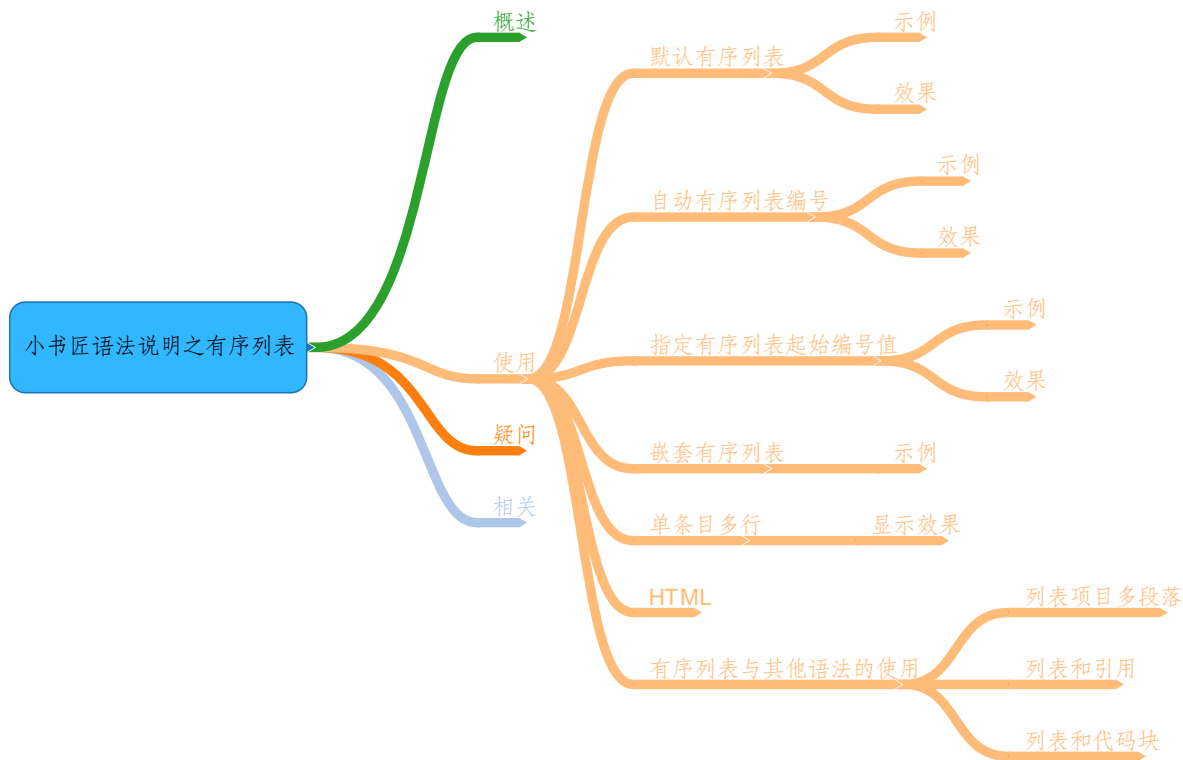 小书匠语法说明之有序列表
概述
使用
默认有序列表
示例
效果
自动有序列表编号
示例
效果
指定有序列表起始编号值
示例
效果
嵌套有序列表
示例
单条目多行
显示效果
HTML
有序列表与其他语法的使用
列表项目多段落
列表和引用
列表和代码块
疑问
相关